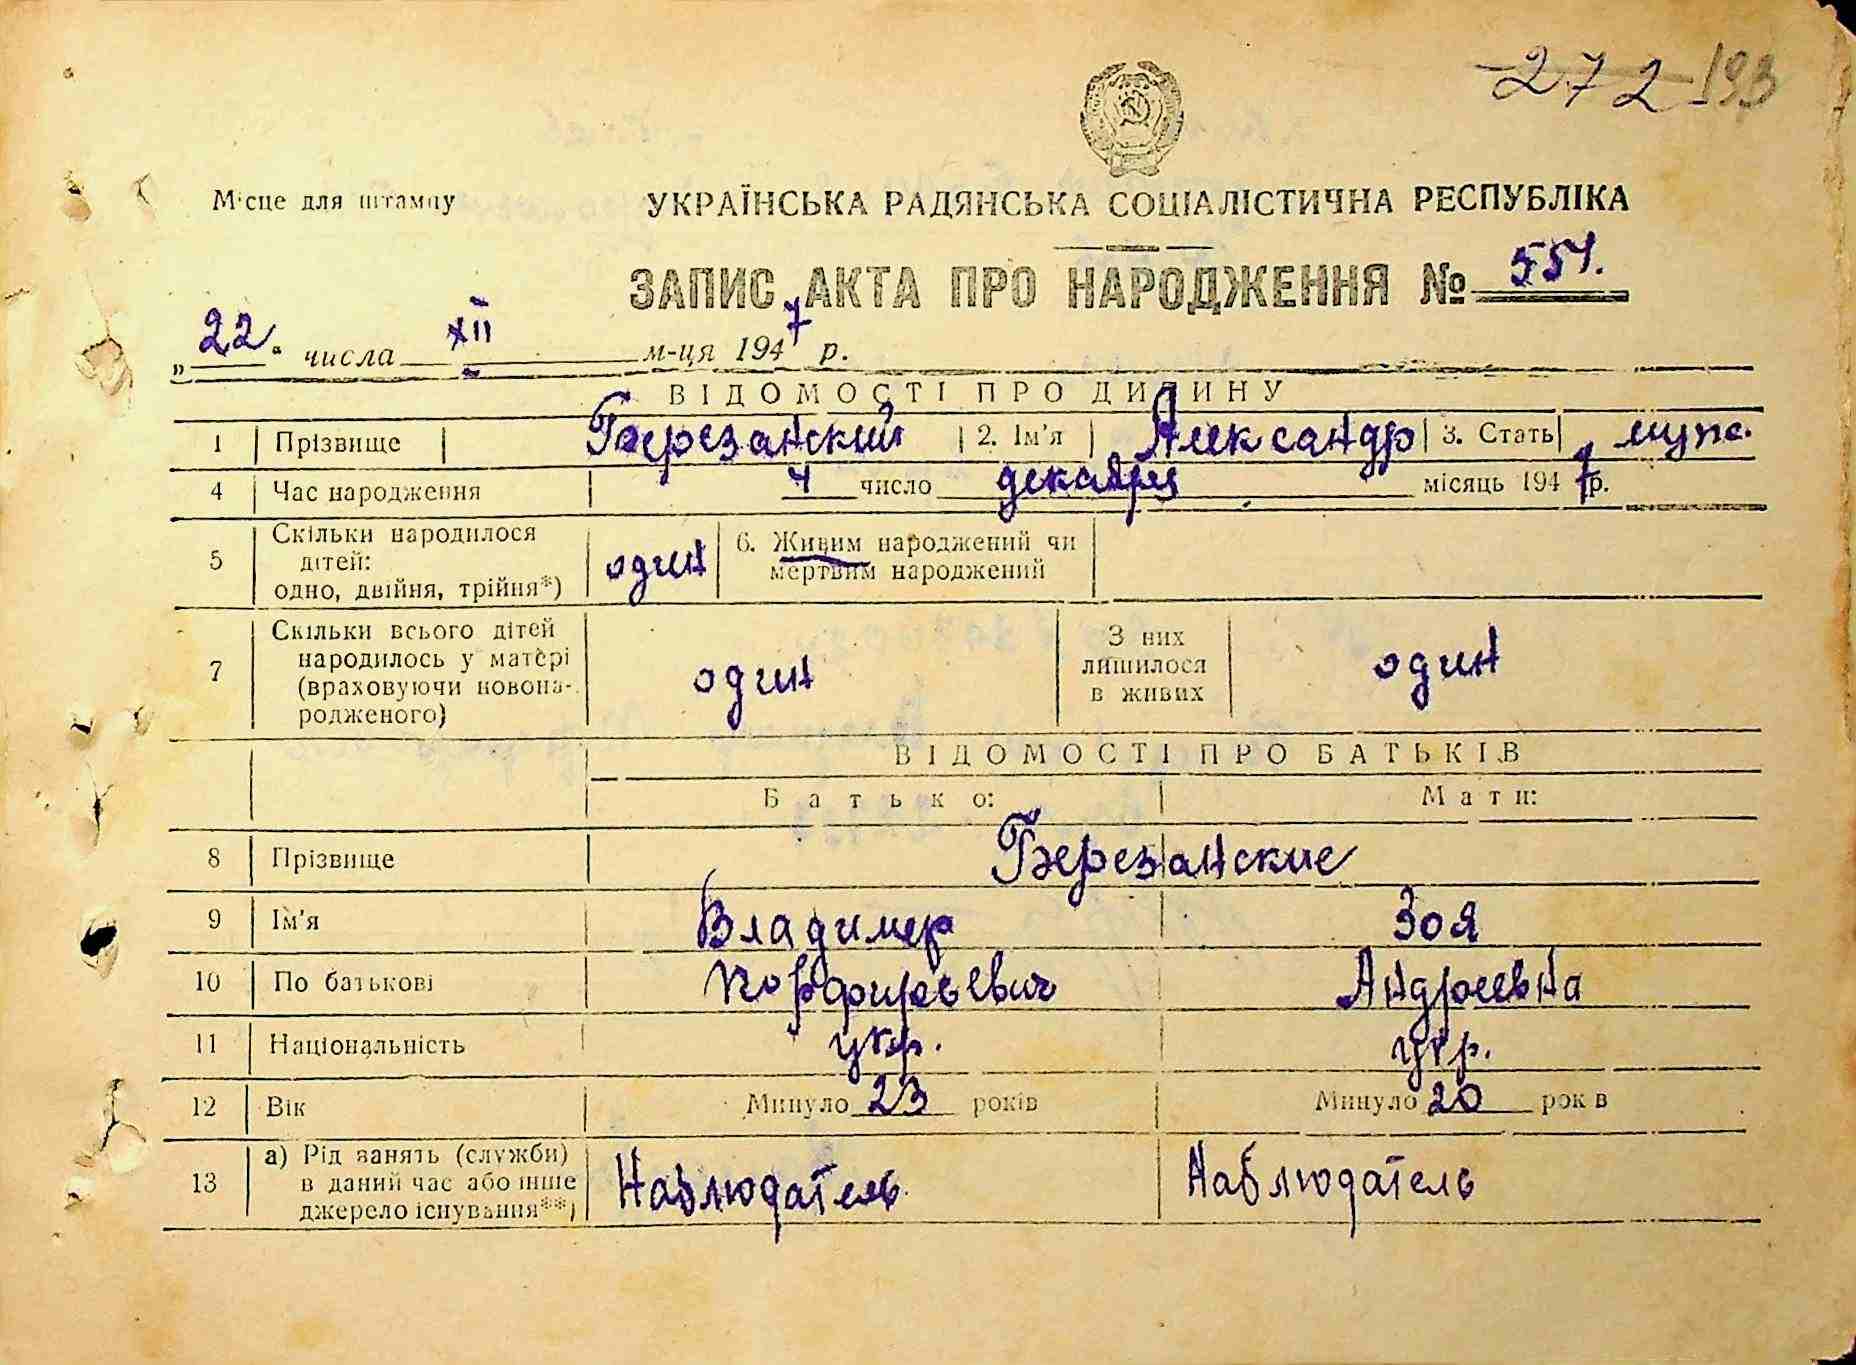 272 193
Місце для штампу
УКРАЇНСЬКА РАДЯНСЬКА СОЦІАЛІСТИЧНА РЕСПУБЛІКА
ЗАПИС АКТА ПРО НАРОДЖЕННЯ № 551.
„22“ числа XII м-ця 1947 р.
ВІДОМОСТІ ПРО ДИТИНУ
1 Прізвище Березанский 2. Ім'я Александр 3. Стать муж.
4 Час народження 4 число декабря місяць 1947 р.
5 Скільки народилося дітей: одно, двійня, трійня*) один 6. Живим народжений чи мертвим народжений
7 Скільки всього дітей народилось у матері (враховуючи новонародженого) один З них лишилося в живих один
ВІДОМОСТІ ПРО БАТЬКІВ
Батько: Мати:
8 Прізвище Березанские
9 Ім'я Владимер Зоя
10 По батькові Порфирьевич Андреевна
11 Національність укр. укр.
12 Вік Минуло 23 років Минуло 20 років
13 а) Рід занять (служби) в даний час або інше джерело існування**) Наблюдатель Наблюдатель